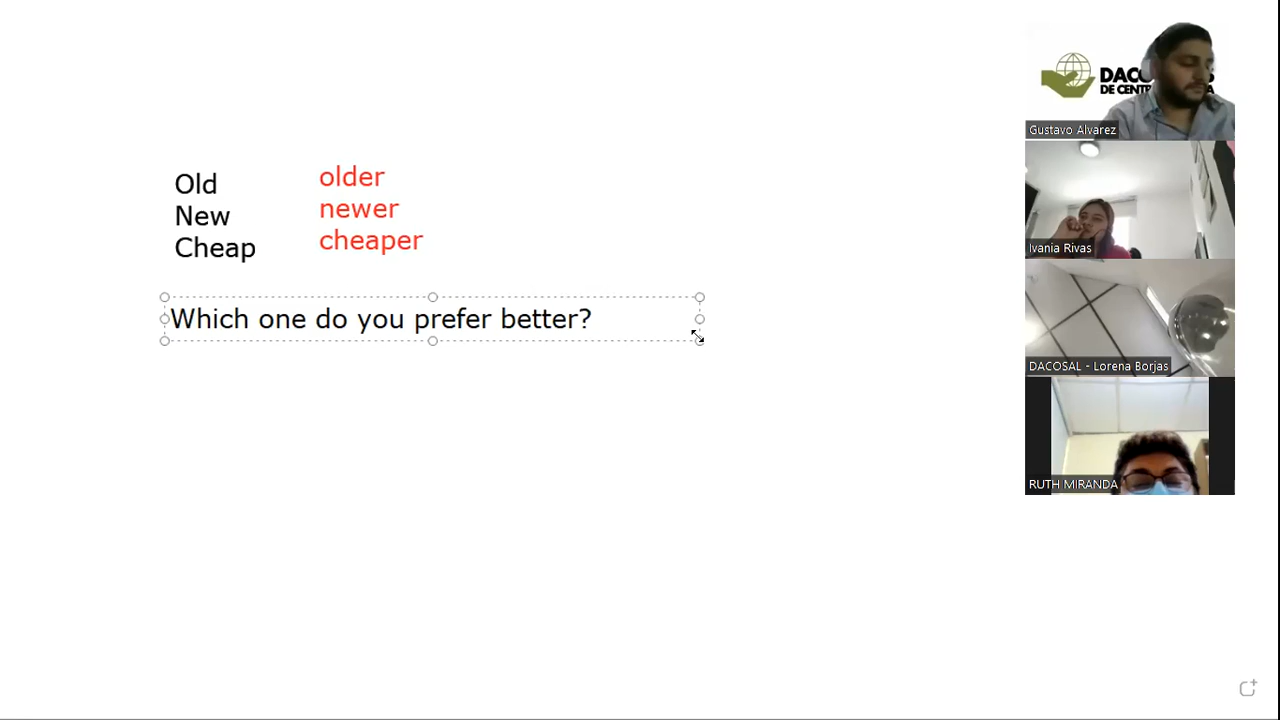 Old
New
Cheap
older
newer
cheaper
Which one do you prefer better?
Gustavo Alvarez
Ivania Rivas
DACOSAL - Lorena Borjas
RUTH MIRANDA